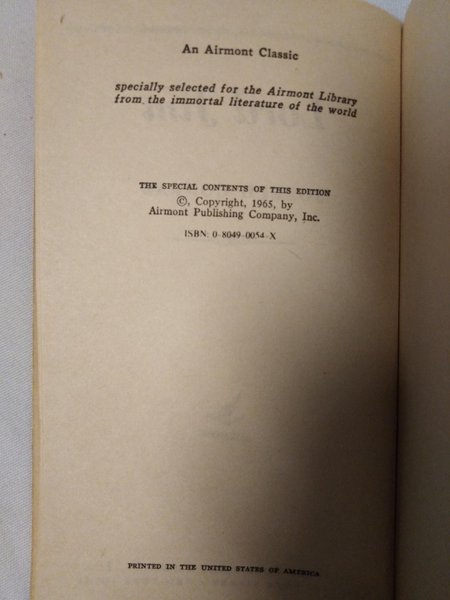 An Airmont Classic
specially selected for the Airmont Library
from the immortal literature of the world
THE SPECIAL CONTENTS OF THIS EDITION
©, Copyright, 1965, by
Airmont Publishing Company, Inc.
ISBN: 0-8049-0054-X
PRINTED IN THE UNITED STATES OF AMERICA